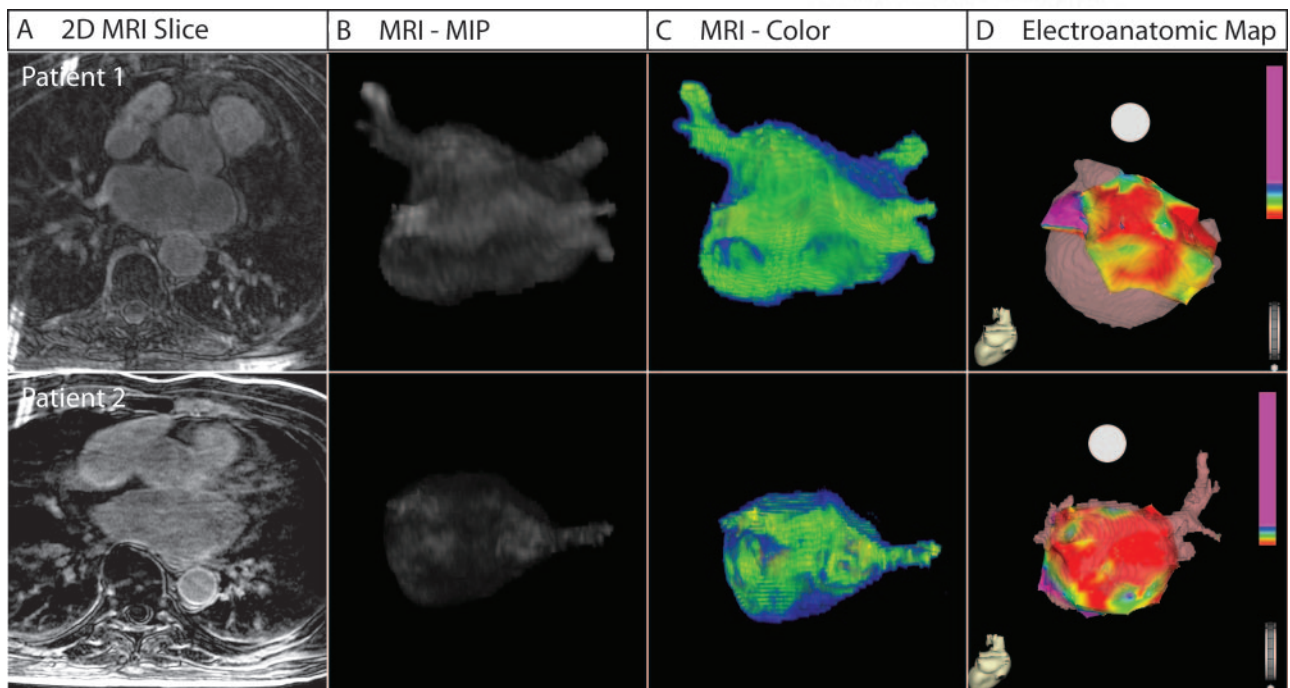 A 2D MRI Slice
B MRI - MIP
C MRI - Color
D Electroanatomic Map
Patient 1
Patient 2